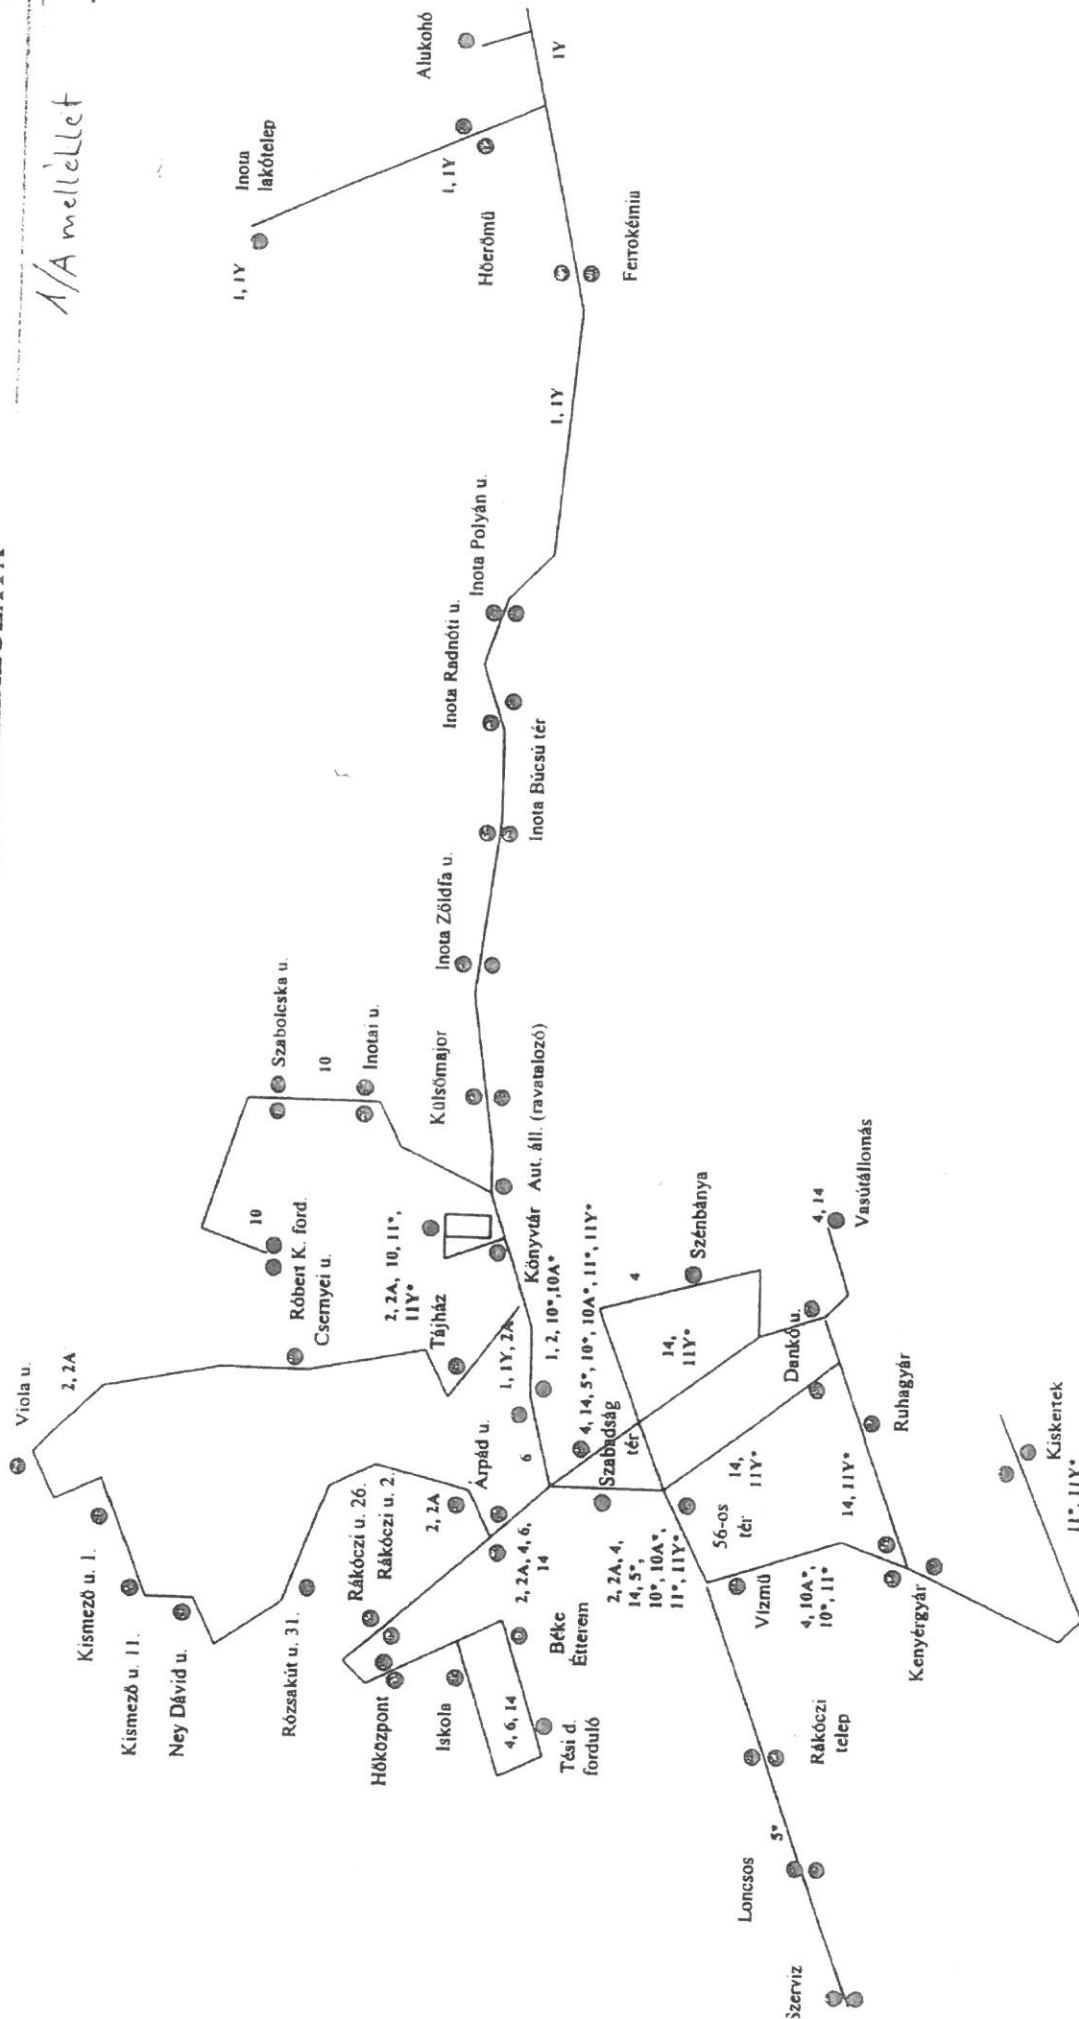 1/A melléklet
Alukohó
1Y
Inota
lakótelep
1, 1Y
1, 1Y
Hőerőmű
Ferrokémia
1, 1Y
Inota Polyán u.
Inota Radnóti u.
Inota Búcsú tér
Inota Zöldfa u.
Külsőmajor
Aut. áll. (ravatalozó)
Könyvtár
Szabolcska u.
10
Inotai u.
10
Róbert K. ford.
Csernyei u.
2, 2A, 10, 11*,
11Y*
Tájház
1, 1Y, 2A
1, 2, 10*,10A*
Viola u.
2, 2A
Kismező u. 1.
Kismező u. 11.
Ney Dávid u.
Rózsakút u. 31.
Rákóczi u. 26.
Rákóczi u. 2.
2, 2A
Árpád u.
6
2, 2A, 4, 6,
14
Hőközpont
Iskola
4, 6, 14
Béke
Étterem
Tési d.
forduló
4, 14, 5*, 10*, 10A*, 11*, 11Y*
Szabadság
tér
2, 2A, 4,
14, 5*,
10*, 10A*,
11*, 11Y*
56-os
tér
4
Szénbánya
14,
11Y*
4, 14
Vasútállomás
Dankó u.
14,
11Y*
Ruhagyár
14, 11Y*
Vízmű
4, 10A*,
10*, 11*
Kenyérgyár
Kiskertek
11*, 11Y*
Rákóczi
telep
5*
Loncsos
Szerviz